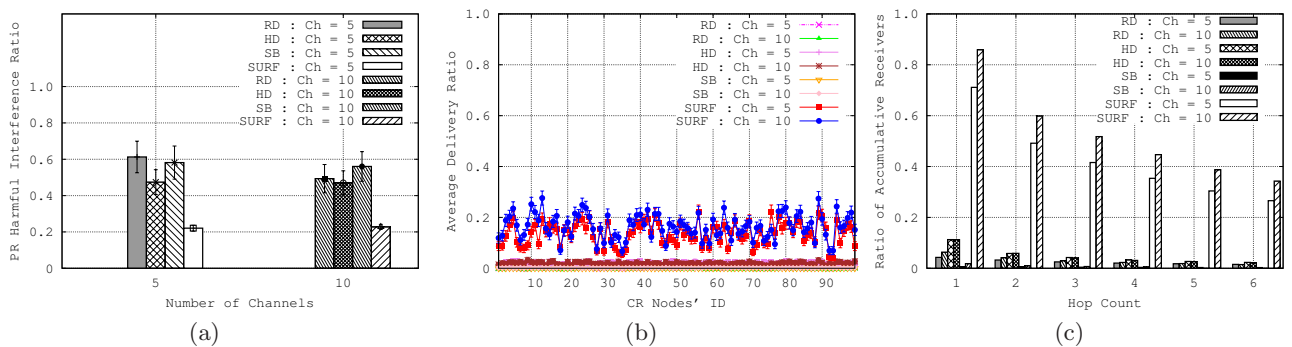 PR Harmful Interference Ratio
1.0
0.8
0.6
0.4
0.2
0
RD : Ch = 5
HD : Ch = 5
SB : Ch = 5
SURF : Ch = 5
RD : Ch = 10
HD : Ch = 10
SB : Ch = 10
SURF : Ch = 10
5 10
Number of Channels
(a)
Average Delivery Ratio
1.0
0.8
0.6
0.4
0.2
0
RD : Ch = 5
RD : Ch = 10
HD : Ch = 5
HD : Ch = 10
SB : Ch = 5
SB : Ch = 10
SURF : Ch = 5
SURF : Ch = 10
10 20 30 40 50 60 70 80 90
CR Nodes' ID
(b)
Ratio of Accumulative Receivers
1.0
0.8
0.6
0.4
0.2
0
RD : Ch = 5
RD : Ch = 10
HD : Ch = 5
HD : Ch = 10
SB : Ch = 5
SB : Ch = 10
SURF : Ch = 5
SURF : Ch = 10
1 2 3 4 5 6
Hop Count
(c)